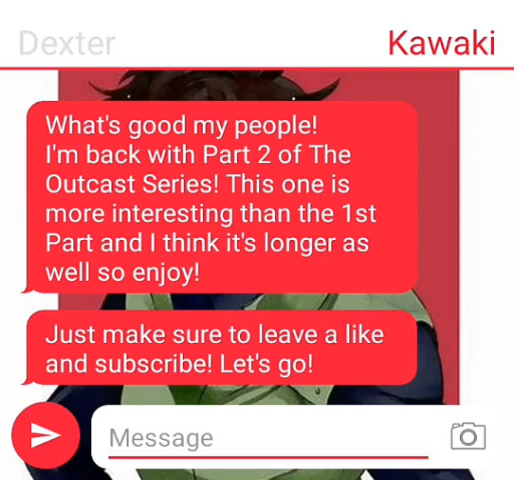 Dexter
Kawaki
What's good my people!
I'm back with Part 2 of The
Outcast Series! This one is
more interesting than the 1st
Part and I think it's longer as
well so enjoy!
Just make sure to leave a like
and subscribe! Let's go!
Message